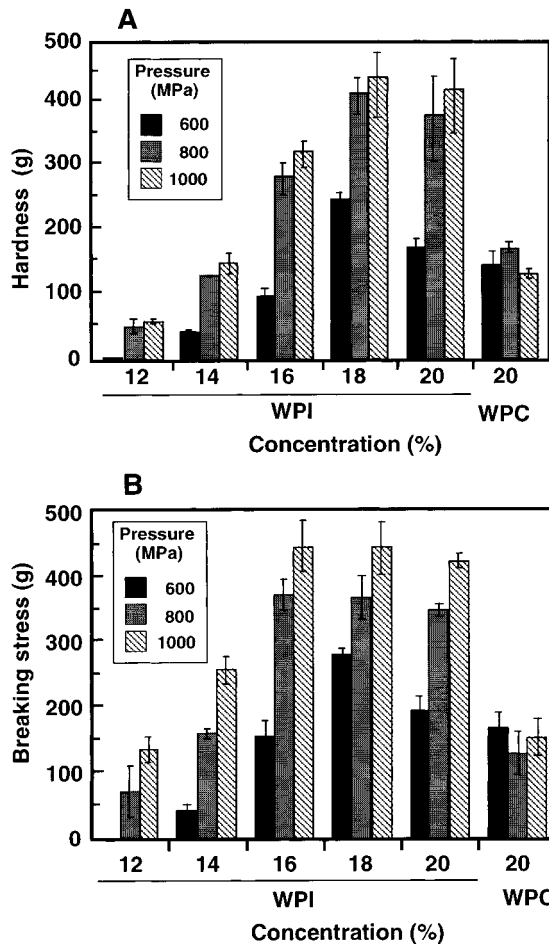 A
Hardness (g)
500
400
300
200
100
0
Pressure
(MPa)
600
800
1000
12 14 16 18 20 20
WPI WPC
Concentration (%)
B
Breaking stress (g)
500
400
300
200
100
0
Pressure
(MPa)
600
800
1000
12 14 16 18 20 20
WPI WPC
Concentration (%)